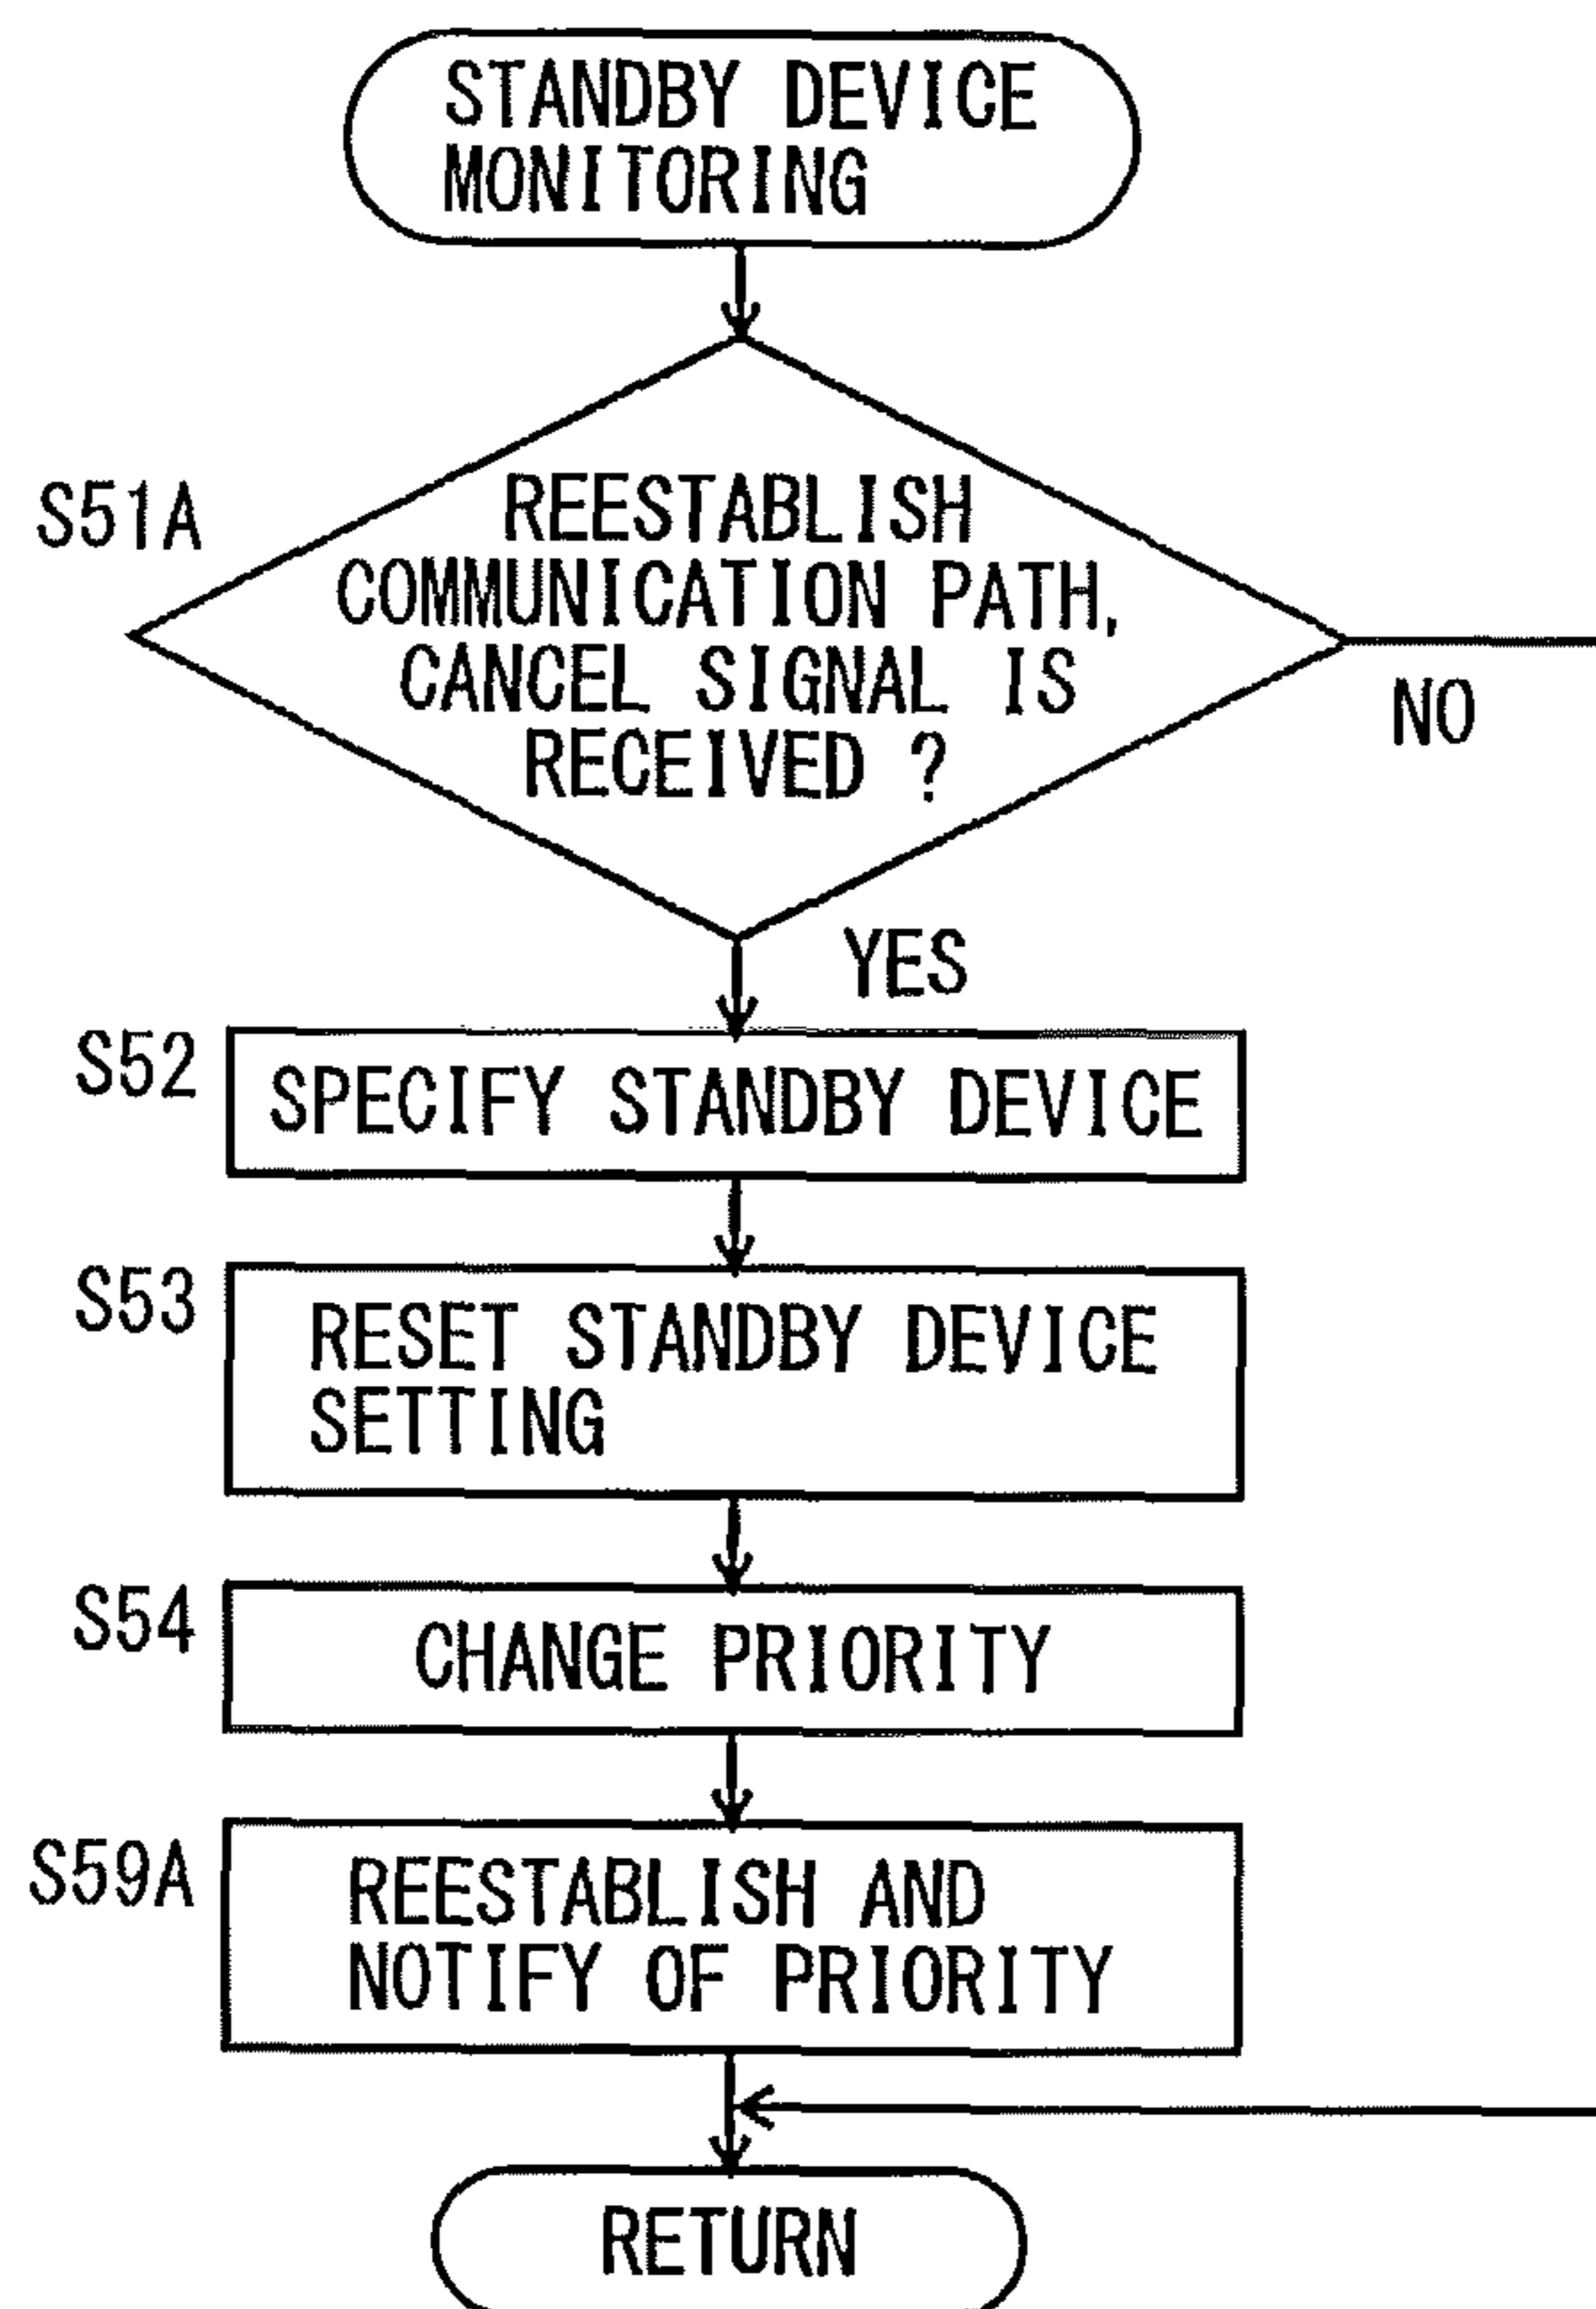 STANDBY DEVICE
MONITORING
S51A
REESTABLISH
COMMUNICATION PATH,
CANCEL SIGNAL IS
RECEIVED ?
NO
YES
S52
SPECIFY STANDBY DEVICE
S53
RESET STANDBY DEVICE
SETTING
S54
CHANGE PRIORITY
S59A
REESTABLISH AND
NOTIFY OF PRIORITY
RETURN